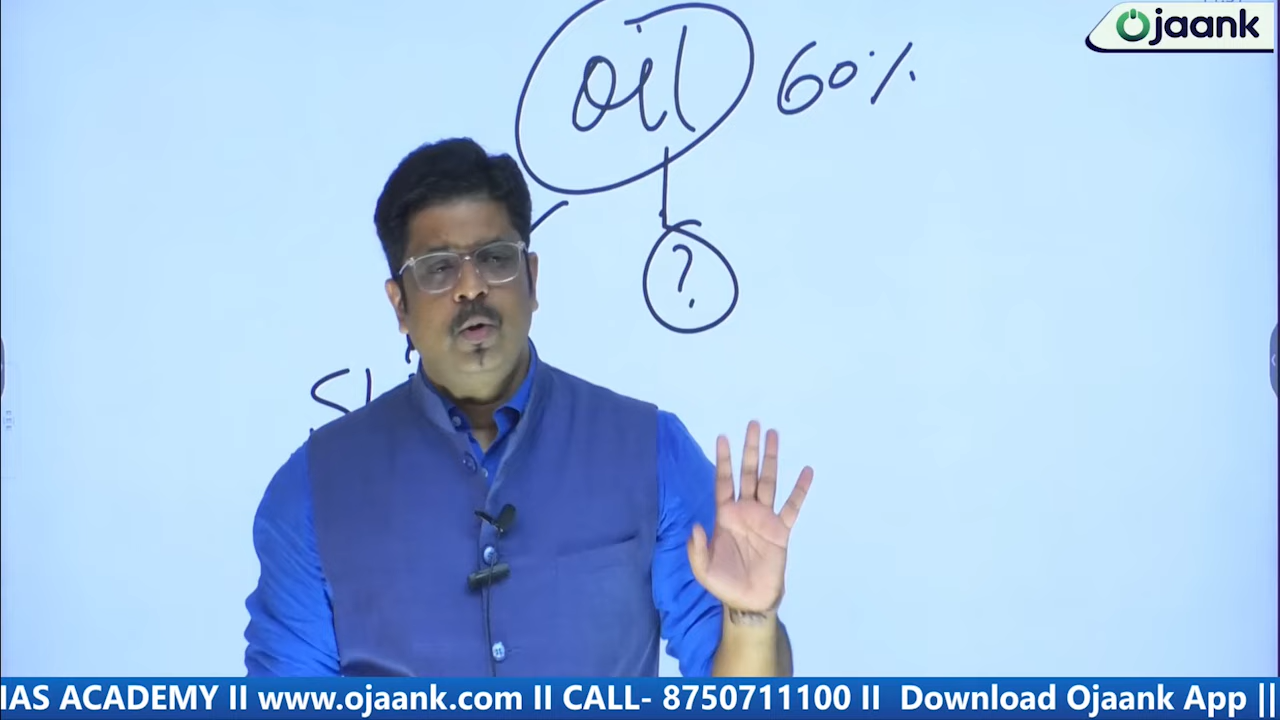 Ojaank
oil 60%
?
IAS ACADEMY II www.ojaank.com II CALL- 8750711100 II Download Ojaank App ||